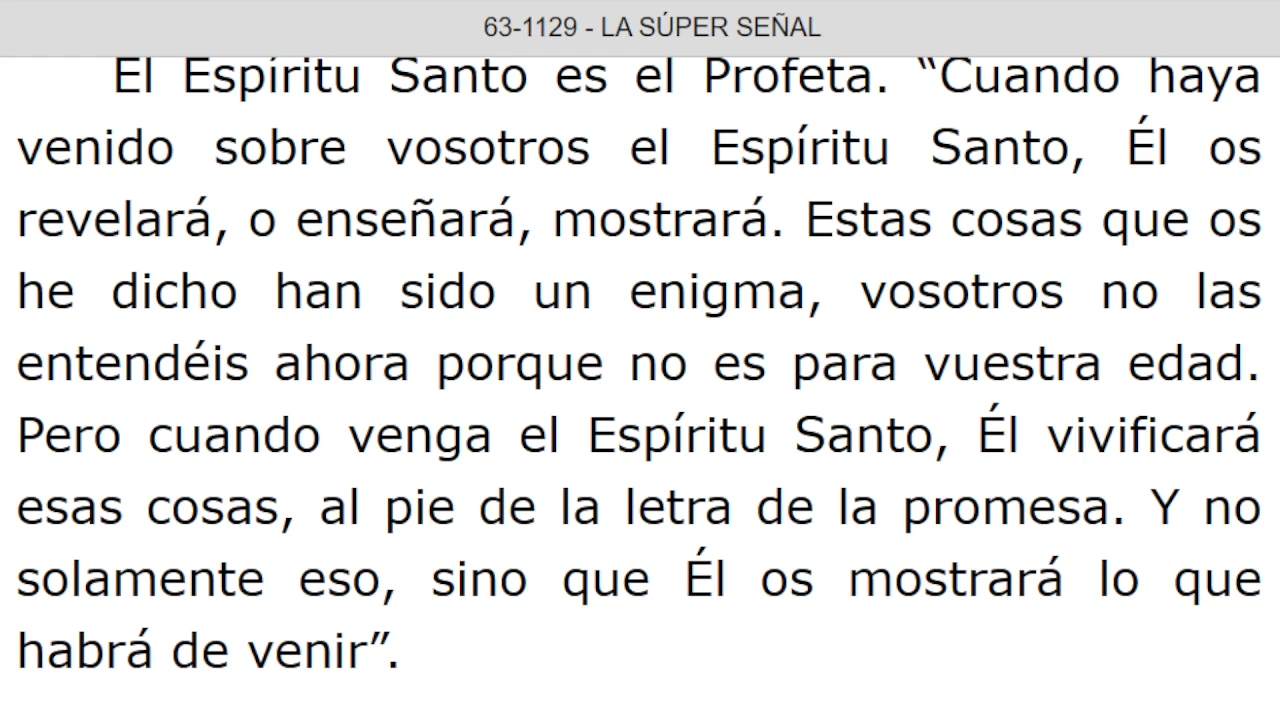 63-1129 - LA SÚPER SEÑAL
El Espíritu Santo es el Profeta. “Cuando haya
venido sobre vosotros el Espíritu Santo, Él os
revelará, o enseñará, mostrará. Estas cosas que os
he dicho han sido un enigma, vosotros no las
entendéis ahora porque no es para vuestra edad.
Pero cuando venga el Espíritu Santo, Él vivificará
esas cosas, al pie de la letra de la promesa. Y no
solamente eso, sino que Él os mostrará lo que
habrá de venir”.